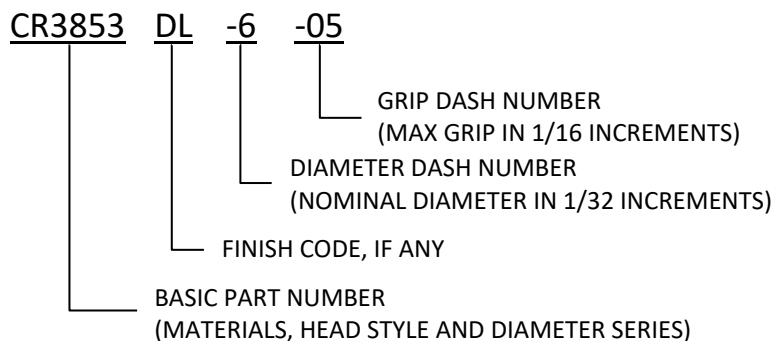 CR3853 DL -6 -05
GRIP DASH NUMBER
(MAX GRIP IN 1/16 INCREMENTS)
DIAMETER DASH NUMBER
(NOMINAL DIAMETER IN 1/32 INCREMENTS)
FINISH CODE, IF ANY
BASIC PART NUMBER
(MATERIALS, HEAD STYLE AND DIAMETER SERIES)